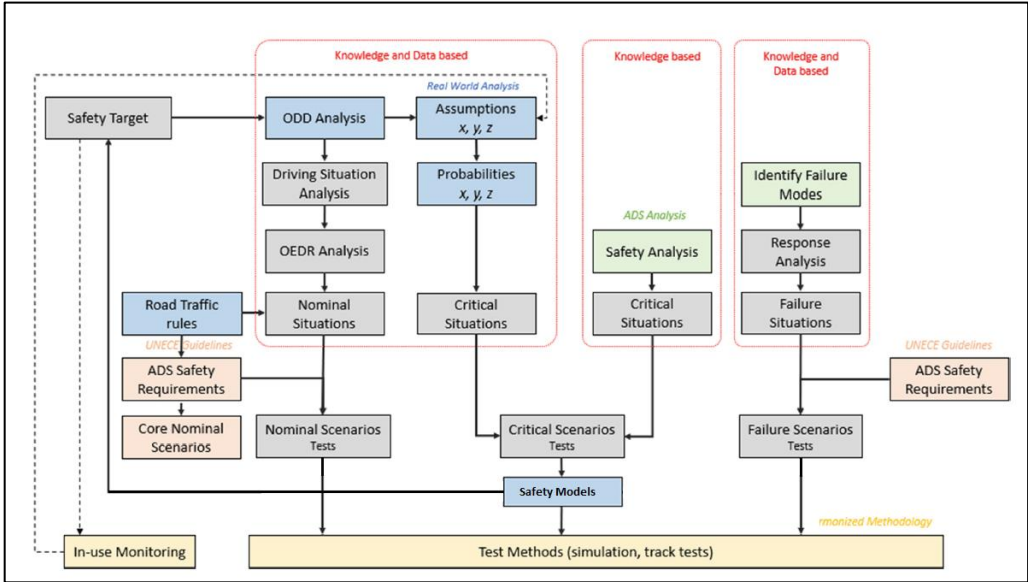 Knowledge and Data based
Knowledge based
Knowledge and
Data based
Real World Analysis
Safety Target
ODD Analysis
Assumptions
x, y, z
Driving Situation
Analysis
Probabilities
x, y, z
Identify Failure
Modes
ADS Analysis
OEDR Analysis
Safety Analysis
Response
Analysis
Road Traffic
rules
Nominal
Situations
Critical
Situations
Critical
Situations
Failure
Situations
UNECE Guidelines
UNECE Guidelines
ADS Safety
Requirements
ADS Safety
Requirements
Core Nominal
Scenarios
Nominal Scenarios
Tests
Critical Scenarios
Tests
Failure Scenarios
Tests
Safety Models
rmonized Methodology
In-use Monitoring
Test Methods (simulation, track tests)